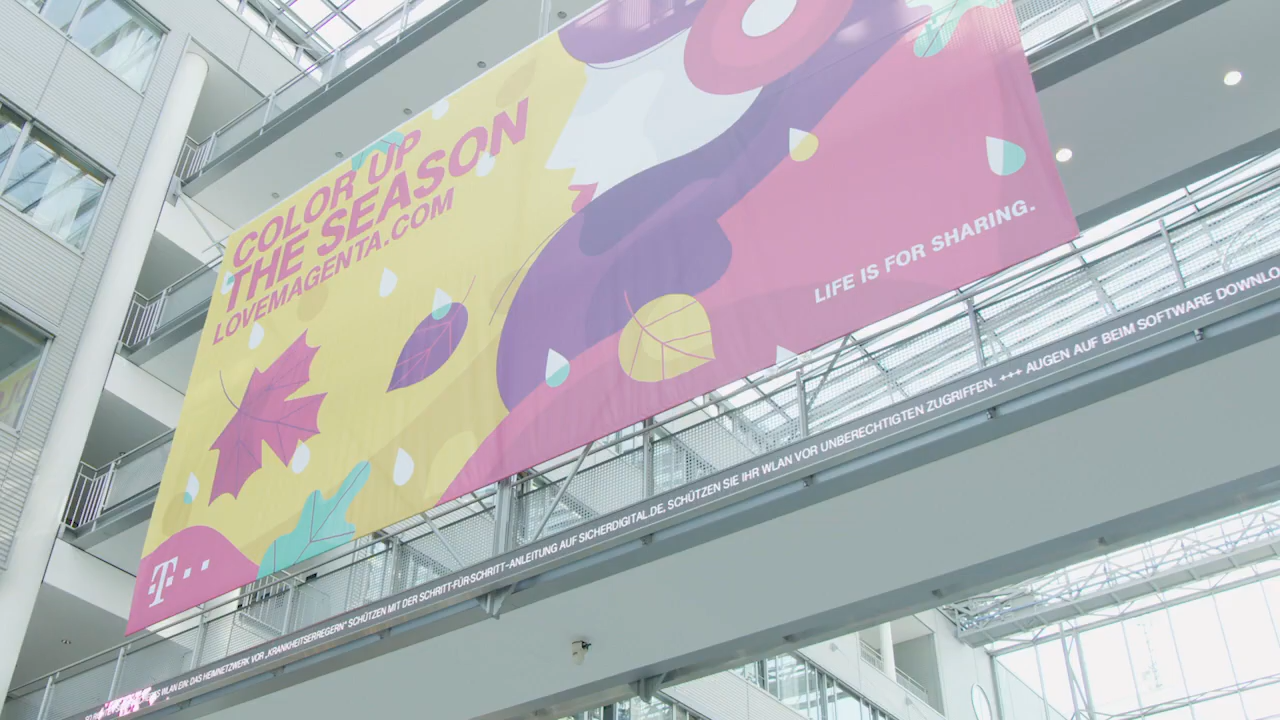 COLOR UP
THE SEASON
LOVEMAGENTA.COM
LIFE IS FOR SHARING.
T
WLAN EIN: DAS HEIMNETZWERK VOR „KRANKHEITSERREGERN“ SCHÜTZEN MIT DER SCHRITT-FÜR-SCHRITT-ANLEITUNG AUF SICHERDIGITAL.DE, SCHÜTZEN SIE IHR WLAN VOR UNBERECHTIGTEN ZUGRIFFEN. +++ AUGEN AUF BEIM SOFTWARE DOWNLO